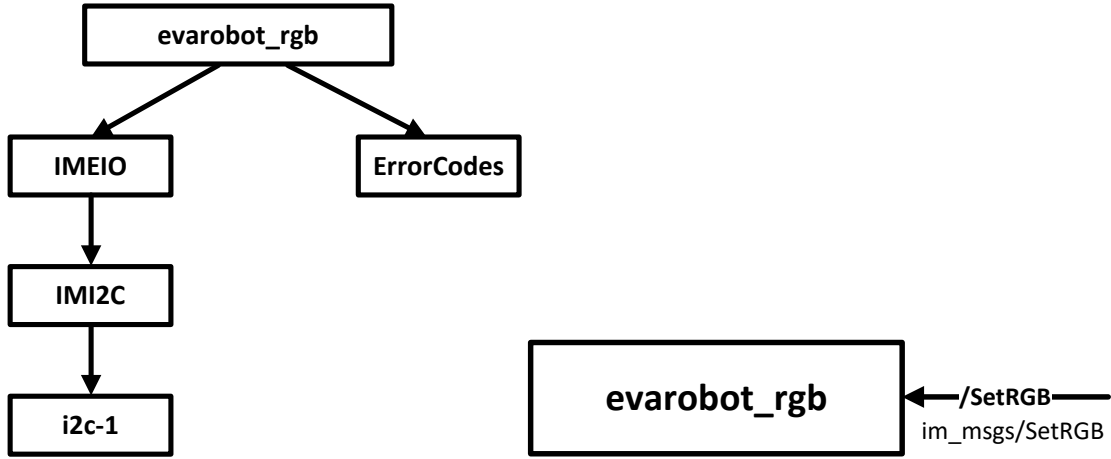 evarobot_rgb
IMEIO
ErrorCodes
IMI2C
i2c-1
evarobot_rgb
/SetRGB
im_msgs/SetRGB